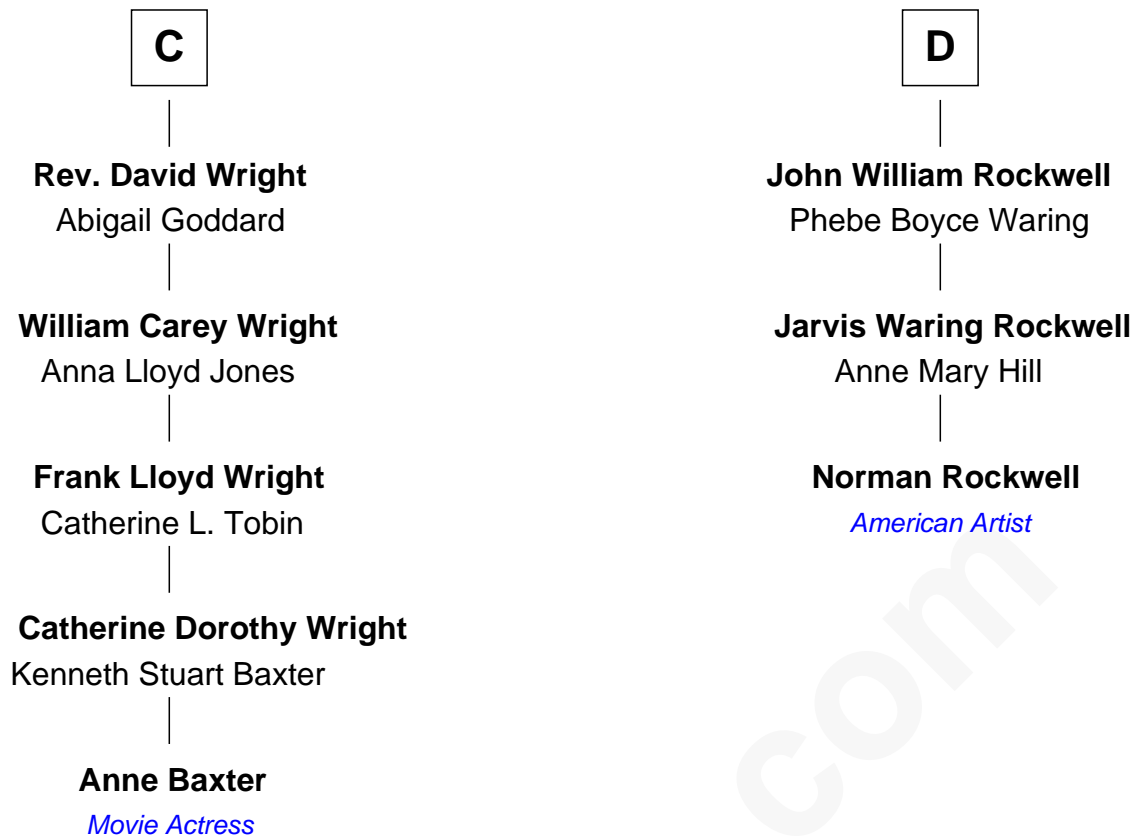 C
Rev. David Wright
Abigail Goddard
William Carey Wright
Anna Lloyd Jones
Frank Lloyd Wright
Catherine L. Tobin
Catherine Dorothy Wright
Kenneth Stuart Baxter
Anne Baxter
Movie Actress
D
John William Rockwell
Phebe Boyce Waring
Jarvis Waring Rockwell
Anne Mary Hill
Norman Rockwell
American Artist
com